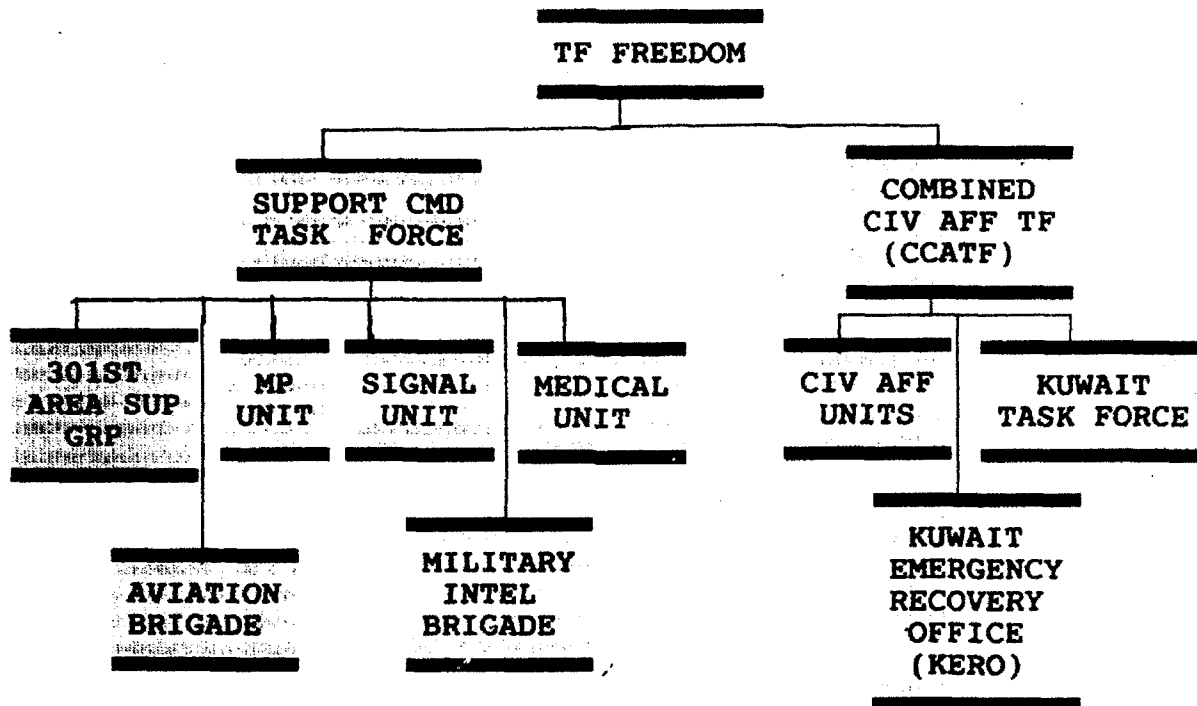 TF FREEDOM
SUPPORT CMD
TASK FORCE
COMBINED
CIV AFF TF
(CCATF)
301ST
AREA SUP
GRP
MP
UNIT
SIGNAL
UNIT
MEDICAL
UNIT
CIV AFF
UNITS
KUWAIT
TASK FORCE
AVIATION
BRIGADE
MILITARY
INTEL
BRIGADE
KUWAIT
EMERGENCY
RECOVERY
OFFICE
(KERO)